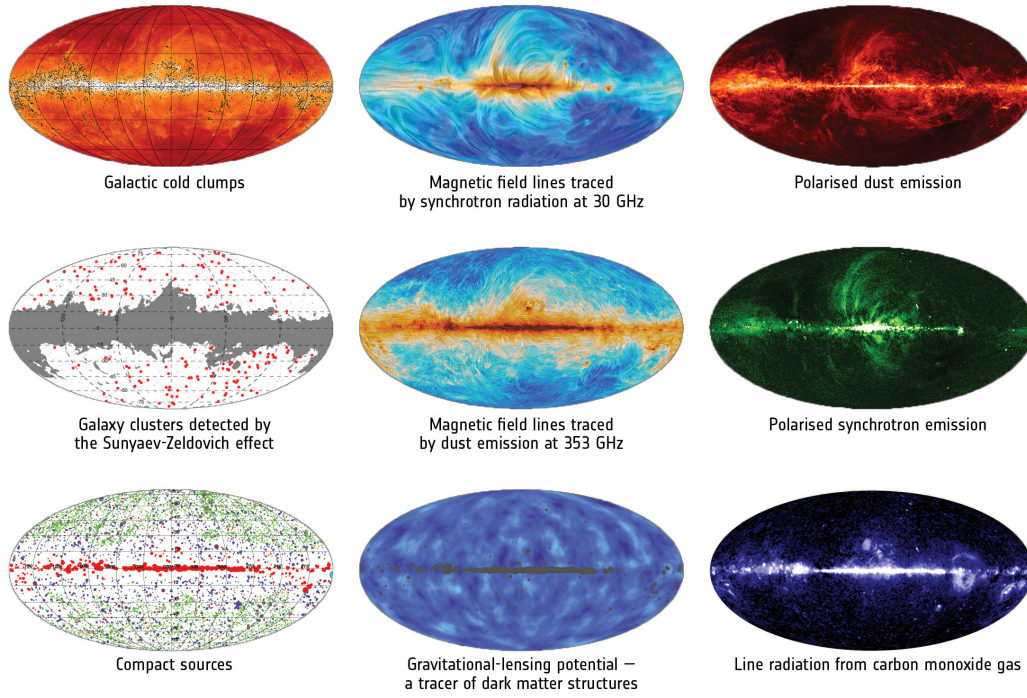 Galactic cold clumps
Magnetic field lines traced
by synchrotron radiation at 30 GHz
Polarised dust emission
Galaxy clusters detected by
the Sunyaev-Zeldovich effect
Magnetic field lines traced
by dust emission at 353 GHz
Polarised synchrotron emission
Compact sources
Gravitational-lensing potential –
a tracer of dark matter structures
Line radiation from carbon monoxide gas